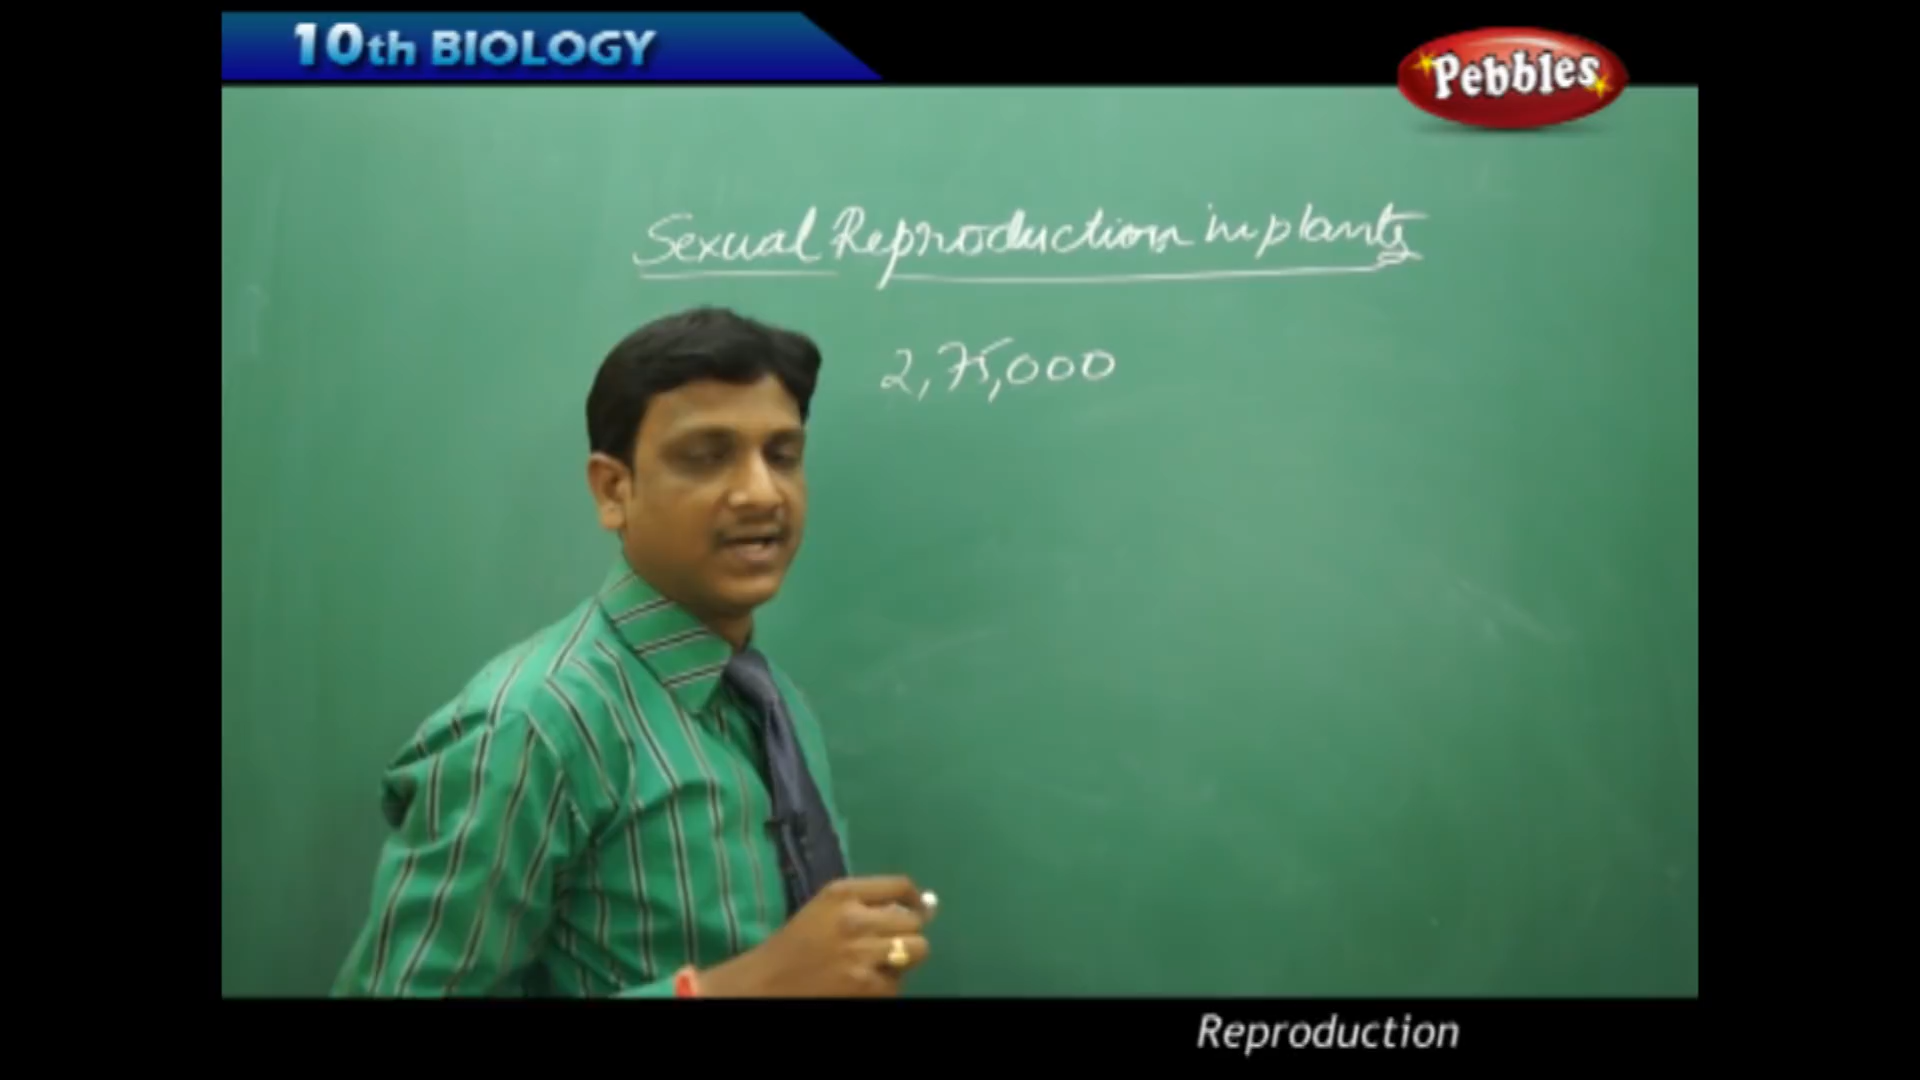 10th BIOLOGY
Pebbles
Sexual Reproduction in plants
2,75,000
Reproduction